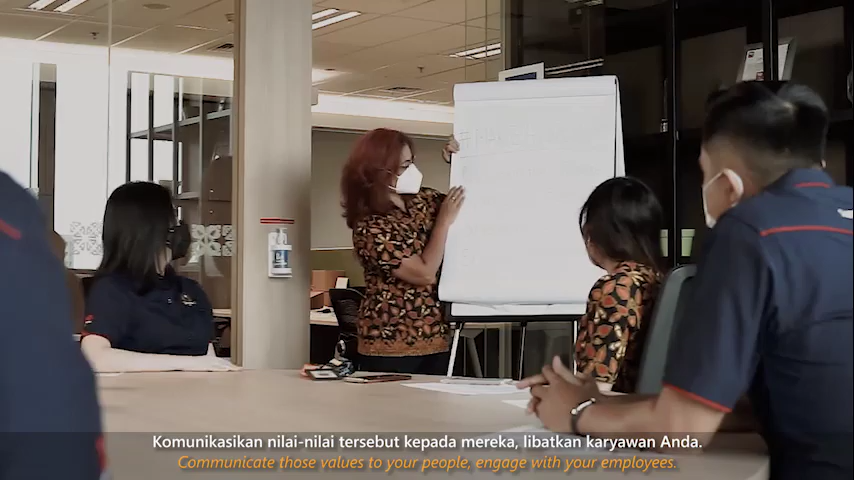 Komunikasikan nilai-nilai tersebut kepada mereka, libatkan karyawan Anda.
Communicate those values to your people, engage with your employees.